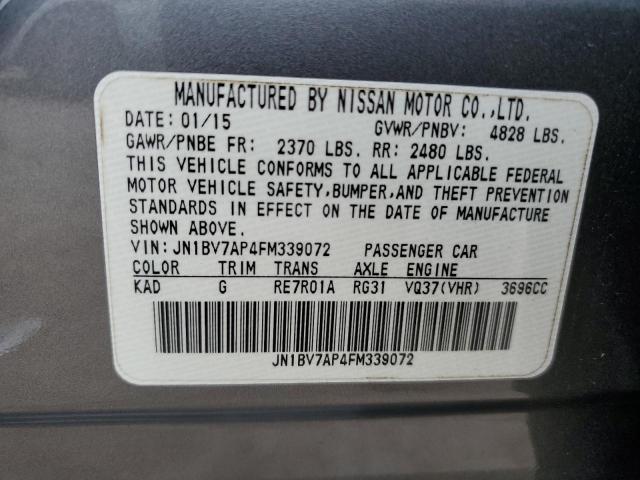 MANUFACTURED BY NISSAN MOTOR CO.,LTD.
DATE: 01/15 GVWR/PNBV: 4828 LBS.
GAWR/PNBE FR: 2370 LBS. RR: 2480 LBS.
THIS VEHICLE CONFORMS TO ALL APPLICABLE FEDERAL
MOTOR VEHICLE SAFETY,BUMPER,AND THEFT PREVENTION
STANDARDS IN EFFECT ON THE DATE OF MANUFACTURE
SHOWN ABOVE.
VIN:JN1BV7AP4FM339072 PASSENGER CAR
COLOR TRIM TRANS AXLE ENGINE
KAD G RE7R01A RG31 VQ37(VHR) 3696CC
JN1BV7AP4FM339072